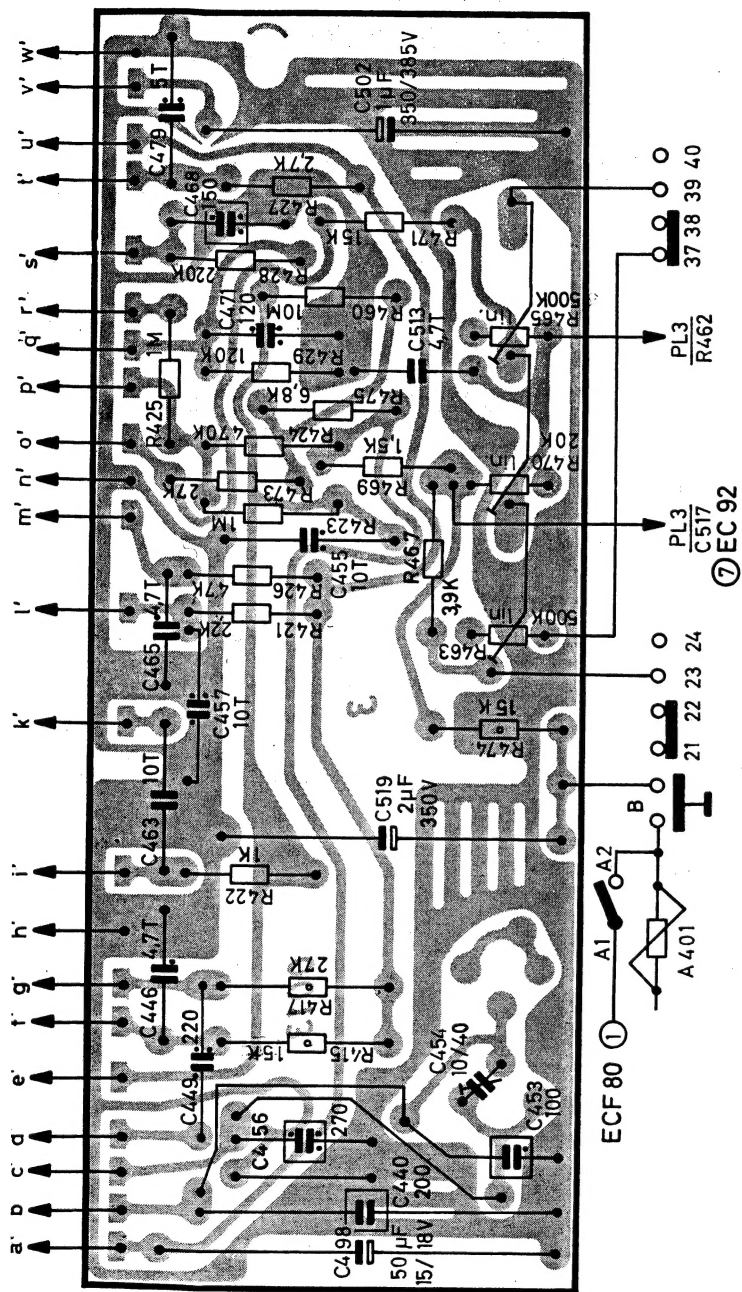 a'
b
c
d
e'
f'
g'
h'
i'
k'
l'
m'
n'
o'
p'
q'
r'
s'
t'
u'
v'
w'
C446
4,7T
C463
10T
C465
4,7T
R425
1M
C479
5T
C449
220
C457
10T
C456
270
R415
15K
R417
27K
R422
1K
R421
22K
R426
47K
R423
1M
R473
27K
R424
470K
R429
120K
C471
120
R428
220K
C468
150
R427
2,7K
C455
10T
R469
1,5K
R475
6,8K
R460
10M
R471
15K
C513
4,7T
C502
1µF
350/385V
C498
50 µF
15/18V
C440
200
C453
100
C454
10/40
C519
2µF
350V
3
R474
15K
R467
3,9K
R463
500K
lin.
R470
20K
lin.
R465
500K
lin.
ECF 80 ①
A1
A2
A 401
B
21
22
23
24
PL3
C517
⑦ EC 92
PL3
R462
37
38
39
40